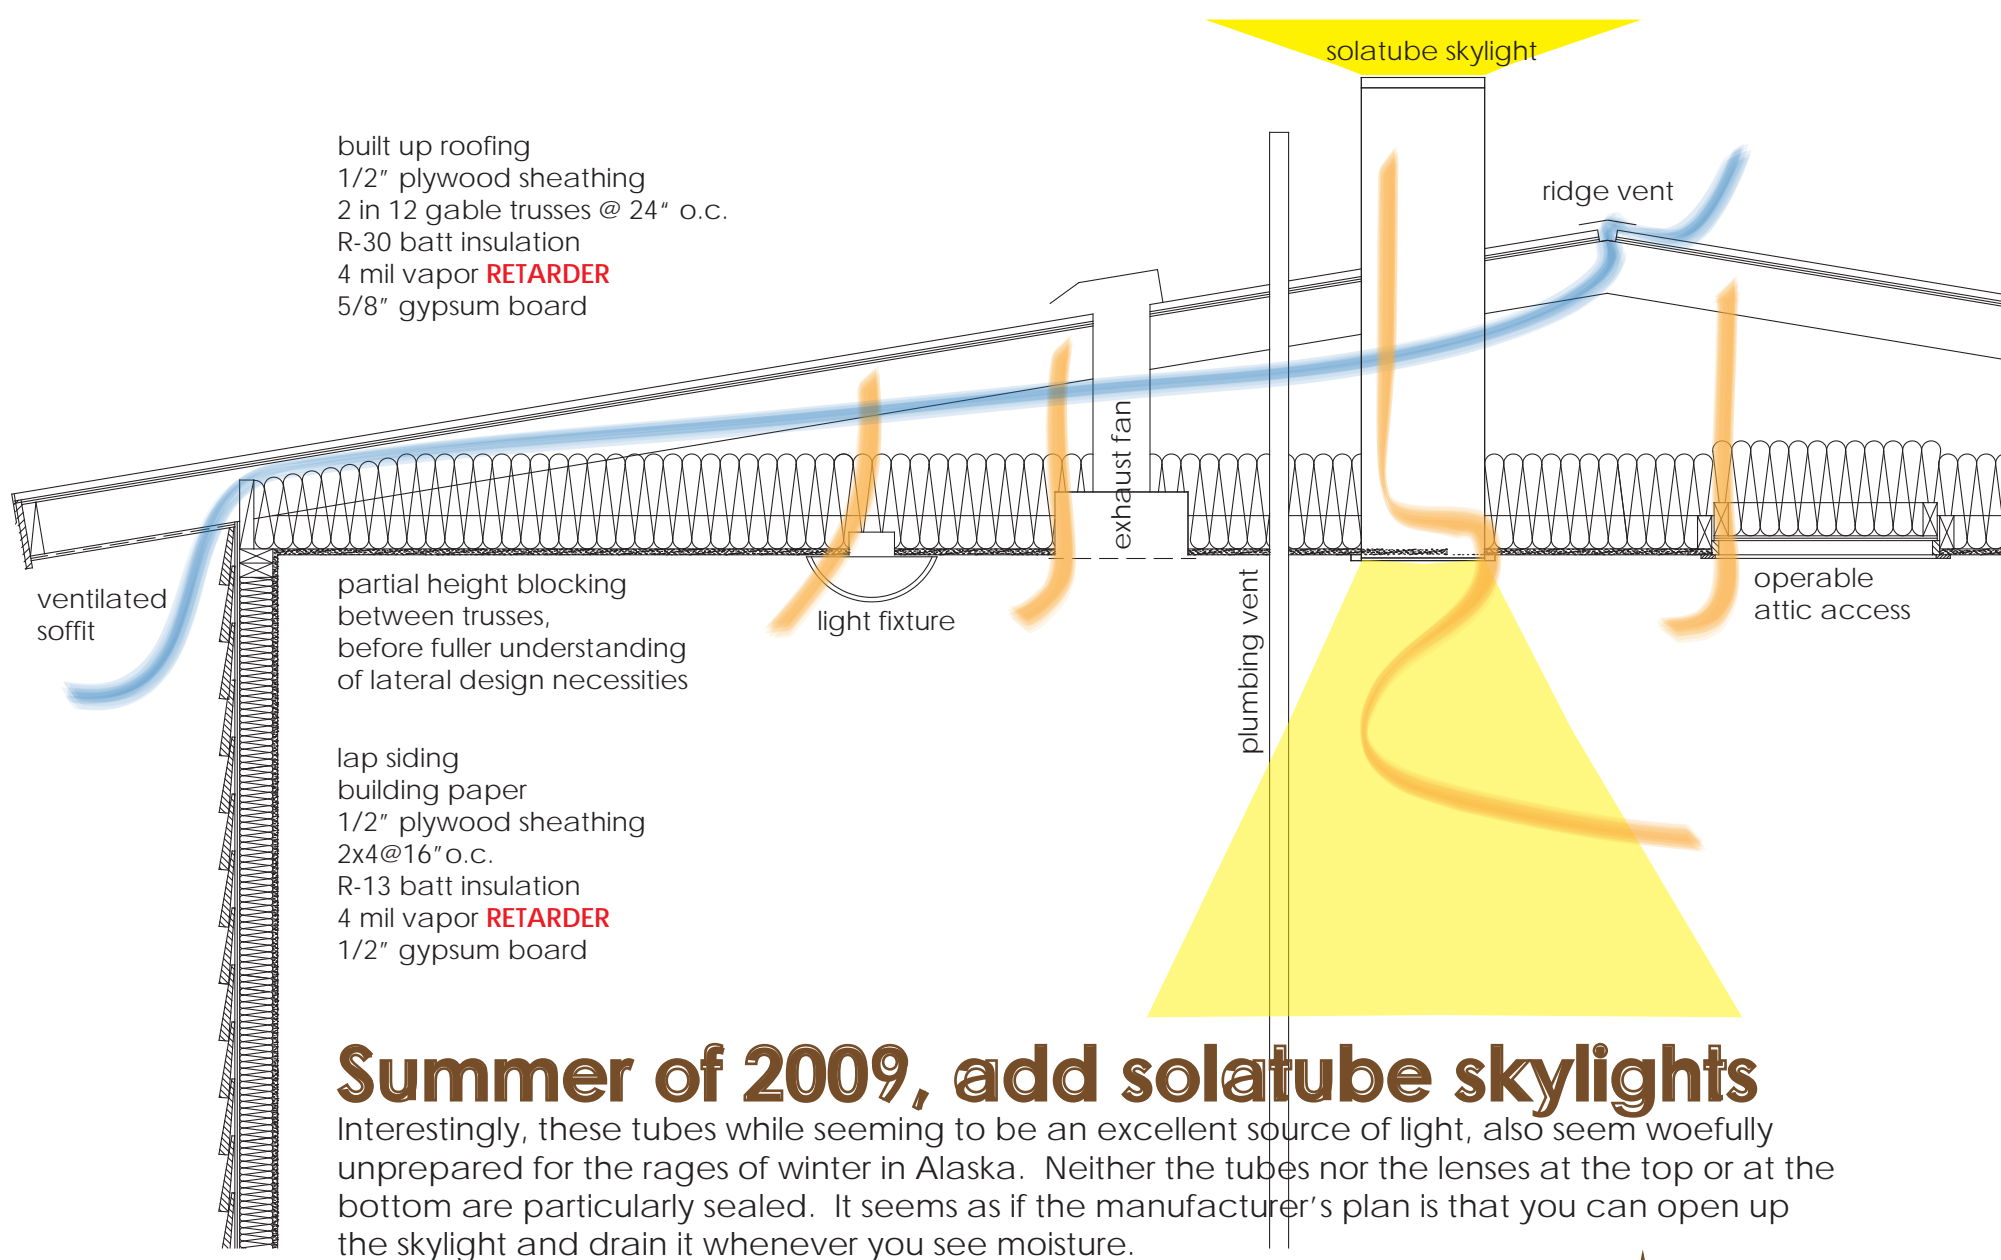 solatube skylight
built up roofing
1/2" plywood sheathing
2 in 12 gable trusses @ 24" o.c.
R-30 batt insulation
4 mil vapor RETARDER
5/8" gypsum board
ridge vent
exhaust fan
ventilated
soffit
partial height blocking
between trusses,
before fuller understanding
of lateral design necessities
light fixture
plumbing vent
operable
attic access
lap siding
building paper
1/2" plywood sheathing
2x4@16"o.c.
R-13 batt insulation
4 mil vapor RETARDER
1/2" gypsum board
Summer of 2009, add solatube skylights
Interestingly, these tubes while seeming to be an excellent source of light, also seem woefully
unprepared for the rages of winter in Alaska.  Neither the tubes nor the lenses at the top or at the
bottom are particularly sealed.  It seems as if the manufacturer's plan is that you can open up
the skylight and drain it whenever you see moisture.